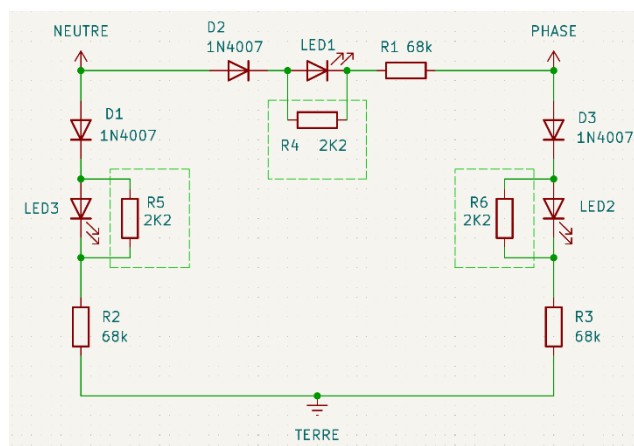 NEUTRE
D2
1N4007
LED1
R1 68k
PHASE
D1
1N4007
R4 2K2
D3
1N4007
LED3
R5
2K2
R6
2K2
LED2
R2
68k
R3
68k
TERRE